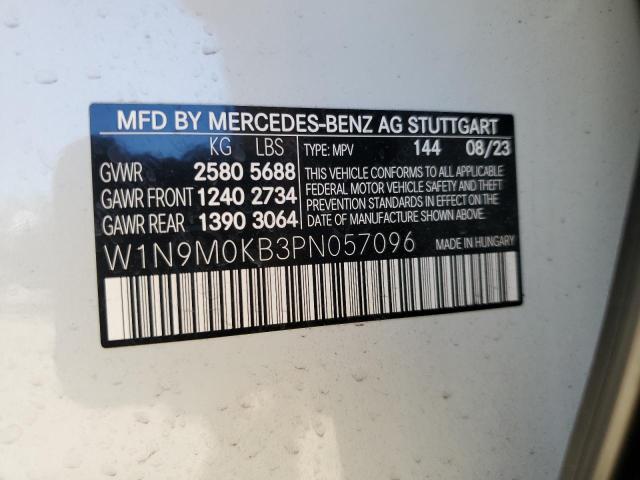 MFD BY MERCEDES-BENZ AG STUTTGART
KG LBS TYPE: MPV 144 08/23
GVWR 2580 5688
GAWR FRONT 1240 2734
GAWR REAR 1390 3064
THIS VEHICLE CONFORMS TO ALL APPLICABLE
FEDERAL MOTOR VEHICLE SAFETY AND THEFT
PREVENTION STANDARDS IN EFFECT ON THE
DATE OF MANUFACTURE SHOWN ABOVE.
W1N9M0KB3PN057096 MADE IN HUNGARY